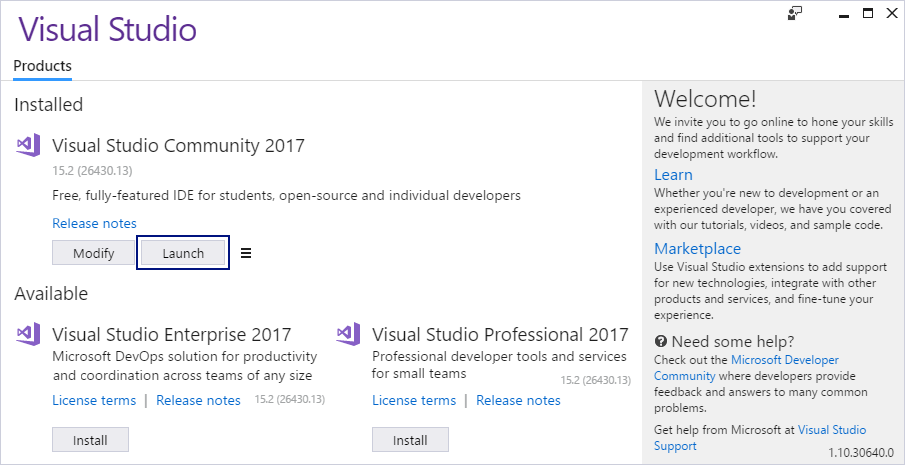 Visual Studio
Products
Installed
Visual Studio Community 2017
15.2 (26430.13)
Free, fully-featured IDE for students, open-source and individual developers
Release notes
Modify
Launch
Available
Visual Studio Enterprise 2017
Microsoft DevOps solution for productivity
and coordination across teams of any size
License terms | Release notes 15.2 (26430.13)
Install
Visual Studio Professional 2017
Professional developer tools and services
for small teams
15.2 (26430.13)
License terms | Release notes
Install
Welcome!
We invite you to go online to hone your skills
and find additional tools to support your
development workflow.
Learn
Whether you're new to development or an
experienced developer, we have you covered
with our tutorials, videos, and sample code.
Marketplace
Use Visual Studio extensions to add support
for new technologies, integrate with other
products and services, and fine-tune your
experience.
Need some help?
Check out the Microsoft Developer
Community where developers provide
feedback and answers to many common
problems.
Get help from Microsoft at Visual Studio
Support
1.10.30640.0